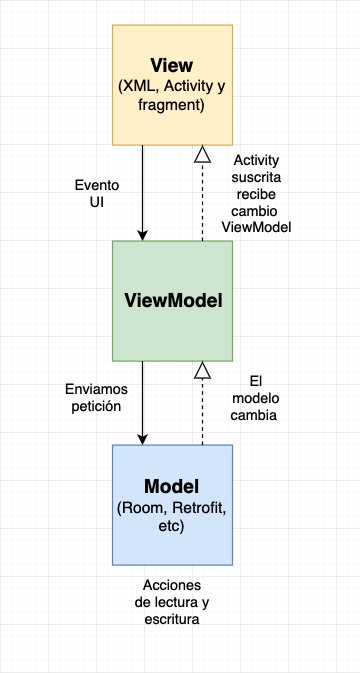 View
(XML, Activity y
fragment)
Evento
UI
Activity
suscrita
recibe
cambio
ViewModel
ViewModel
Enviamos
petición
El
modelo
cambia
Model
(Room, Retrofit,
etc)
Acciones
de lectura y
escritura